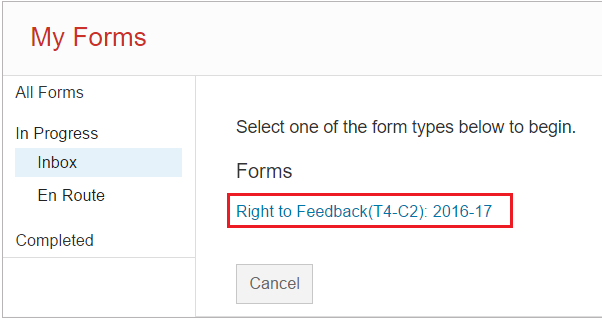 My Forms
All Forms
In Progress
Inbox
En Route
Completed
Select one of the form types below to begin.
Forms
Right to Feedback(T4-C2): 2016-17
Cancel